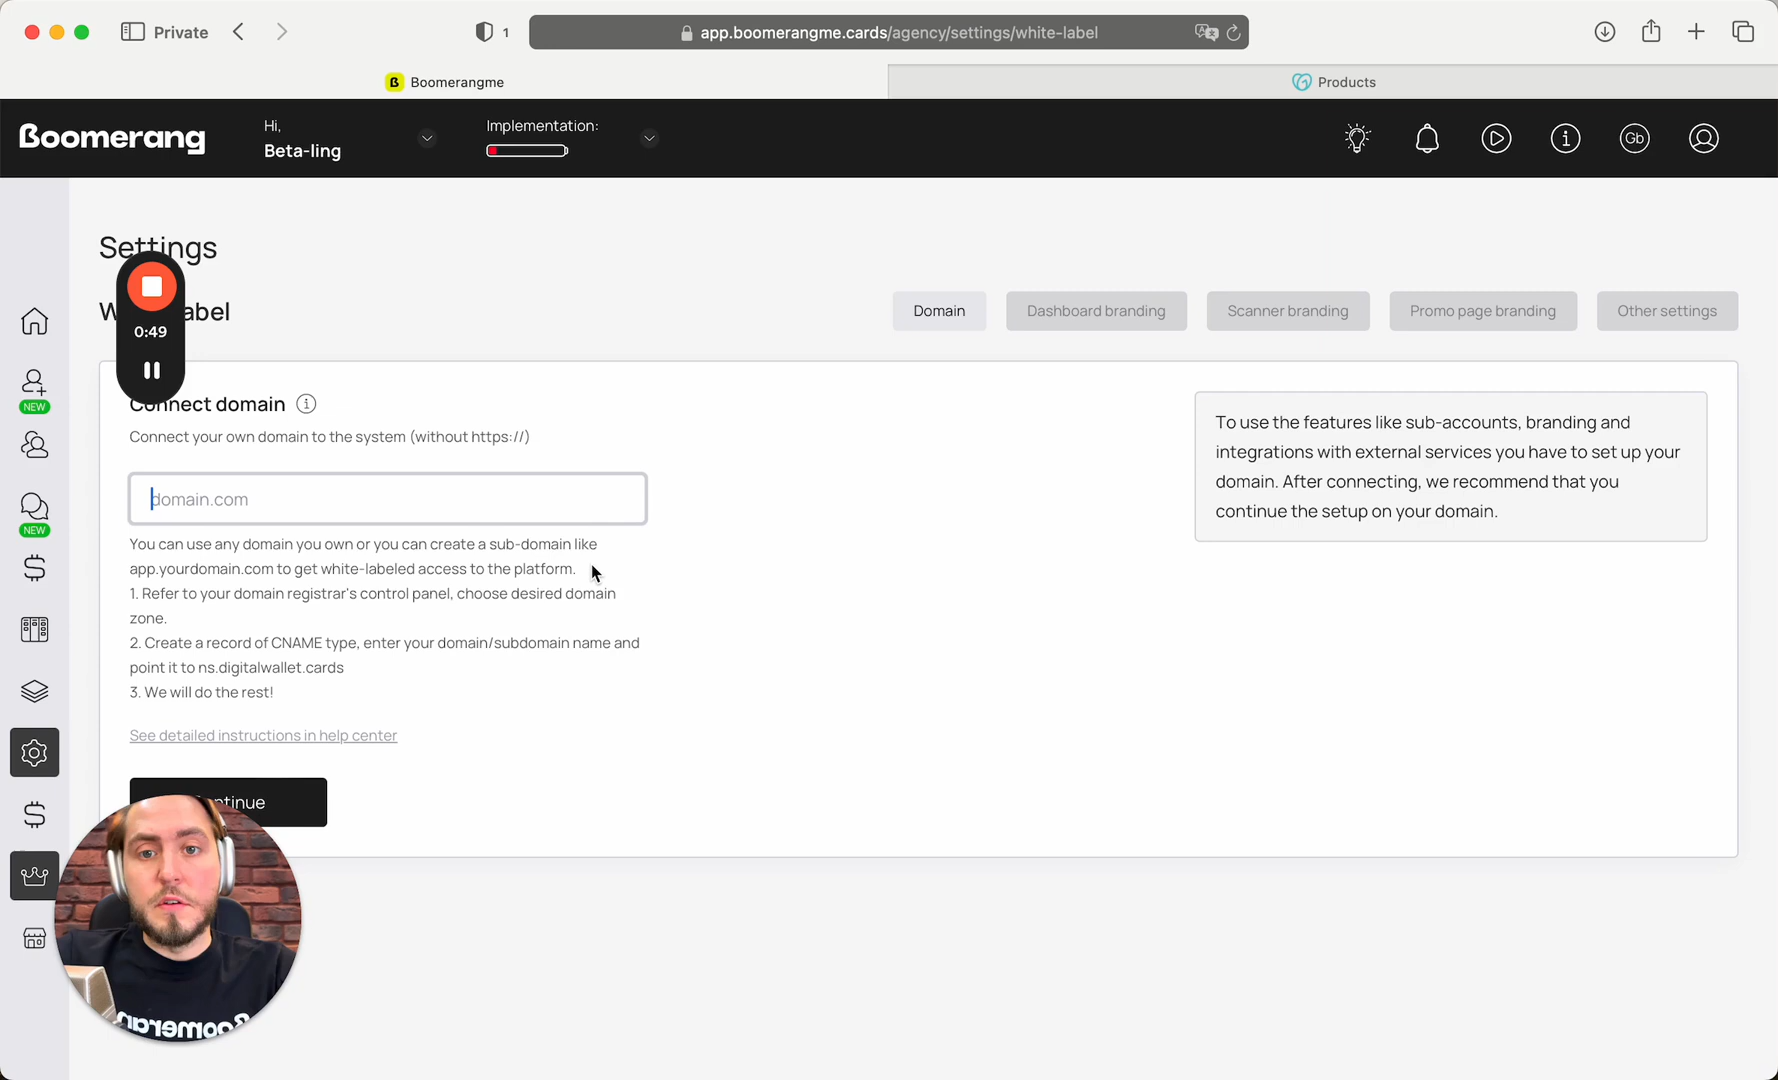 Private
1
app.boomerangme.cards/agency/settings/white-label
Boomerangme
Products
Boomerang
Hi,
Beta-ling
Implementation:
Gb
Settings
0:49
Domain
Dashboard branding
Scanner branding
Promo page branding
Other settings
NEW
NEW
Connect domain
Connect your own domain to the system (without https://)
domain.com
You can use any domain you own or you can create a sub-domain like
app.yourdomain.com to get white-labeled access to the platform.
1. Refer to your domain registrar's control panel, choose desired domain
zone.
2. Create a record of CNAME type, enter your domain/subdomain name and
point it to ns.digitalwallet.cards
3. We will do the rest!
See detailed instructions in help center
To use the features like sub-accounts, branding and
integrations with external services you have to set up your
domain. After connecting, we recommend that you
continue the setup on your domain.